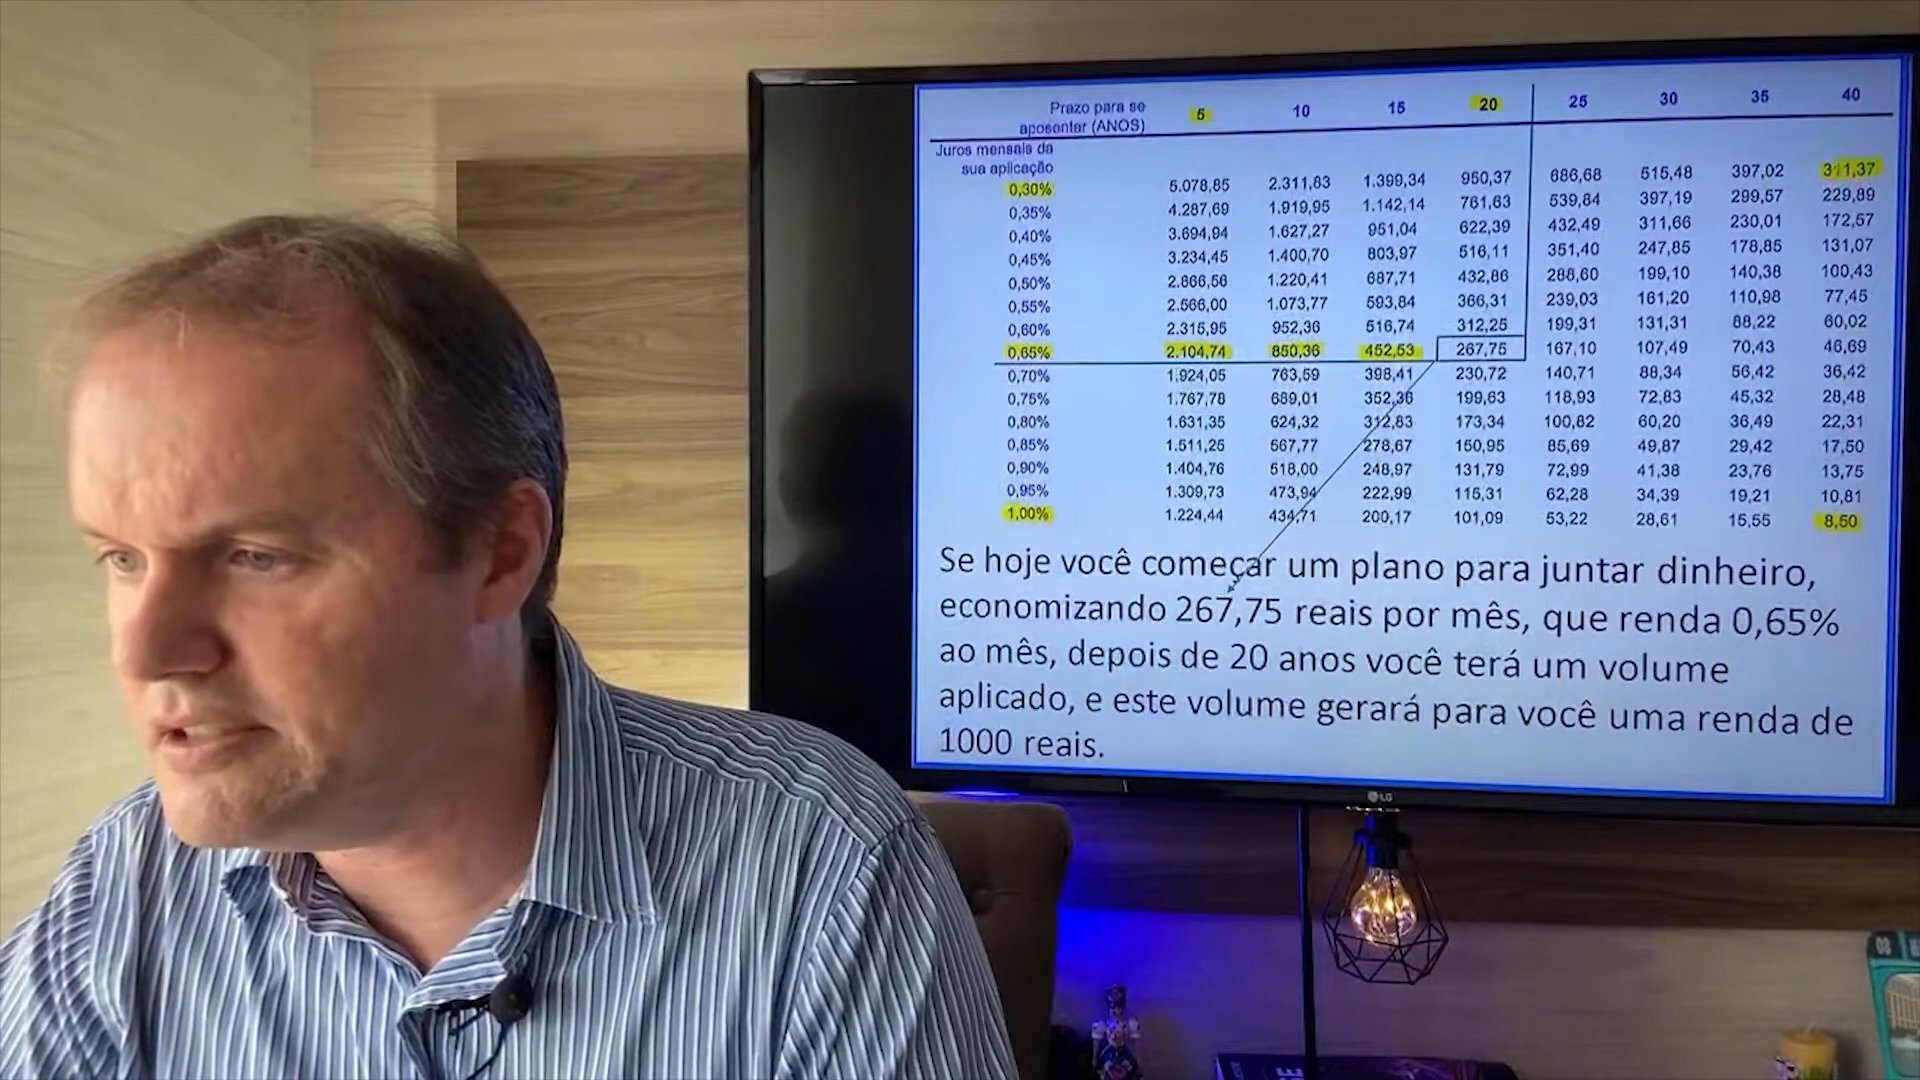 Prazo para se 5 10 15 20 25 30 35 40
aposentar (ANOS)
Juros mensais da
sua aplicação
0,30% 5.078,85 2.311,83 1.399,34 950,37 686,68 515,48 397,02 311,37
0,35% 4.287,69 1.919,95 1.142,14 761,63 539,84 397,19 299,57 229,89
0,40% 3.694,94 1.627,27 951,04 622,39 432,49 311,66 230,01 172,57
0,45% 3.234,45 1.400,70 803,97 516,11 351,40 247,85 178,85 131,07
0,50% 2.866,56 1.220,41 687,71 432,86 288,60 199,10 140,38 100,43
0,55% 2.566,00 1.073,77 593,84 366,31 239,03 161,20 110,98 77,45
0,60% 2.315,95 952,36 516,74 312,25 199,31 131,31 88,22 60,02
0,65% 2.104,74 850,36 452,53 267,75 167,10 107,49 70,43 46,69
0,70% 1.924,05 763,59 398,41 230,72 140,71 88,34 56,42 36,42
0,75% 1.767,78 689,01 352,36 199,63 118,93 72,83 45,32 28,48
0,80% 1.631,35 624,32 312,83 173,34 100,82 60,20 36,49 22,31
0,85% 1.511,25 567,77 278,67 150,95 85,69 49,87 29,42 17,50
0,90% 1.404,76 518,00 248,97 131,79 72,99 41,38 23,76 13,75
0,95% 1.309,73 473,94 222,99 115,31 62,28 34,39 19,21 10,81
1,00% 1.224,44 434,71 200,17 101,09 53,22 28,61 15,55 8,50
Se hoje você começar um plano para juntar dinheiro,
economizando 267,75 reais por mês, que renda 0,65%
ao mês, depois de 20 anos você terá um volume
aplicado, e este volume gerará para você uma renda de
1000 reais.
LG